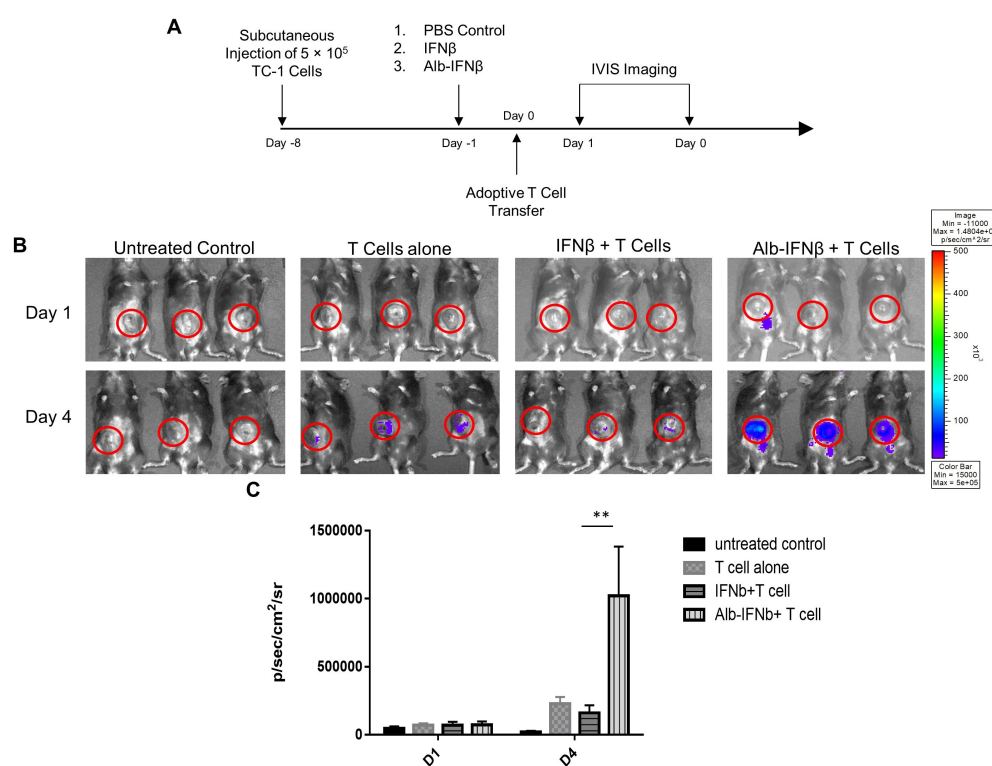 A
Subcutaneous
Injection of 5 × 10⁵
TC-1 Cells
1. PBS Control
2. IFNβ
3. Alb-IFNβ
IVIS Imaging
Day 0
Day -8
Day -1
Day 1
Day 0
Adoptive T Cell
Transfer
B
Untreated Control
T Cells alone
IFNβ + T Cells
Alb-IFNβ + T Cells
Day 1
Day 4
Image
Min = -11000
Max = 1.4804e+0
p/sec/cm^2/sr
500
400
300
200
100
x10³
Color Bar
Min = 15000
Max = 5e+05
C
**
1500000
1000000
500000
0
p/sec/cm²/sr
D1
D4
untreated control
T cell alone
IFNb+T cell
Alb-IFNb+ T cell